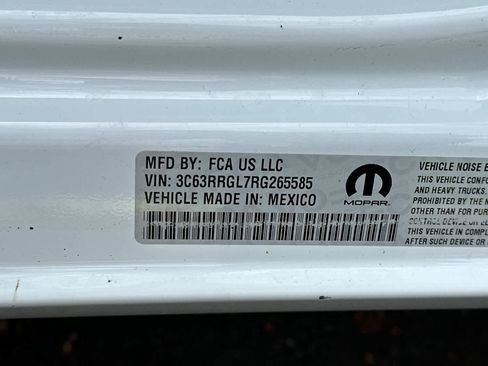 MFD BY: FCA US LLC
VIN: 3C63RRGL7RG265585
VEHICLE MADE IN: MEXICO
MOPAR
VEHICLE NOISE
THIS VEHICLE
AND HEAVY TRUCKS.
PROHIBITED BY THE
OTHER THAN FOR PUR
CONTROL DEVICE OR
THIS VEHICLE IN COMPL
AFTER SUCH DEVICE OR